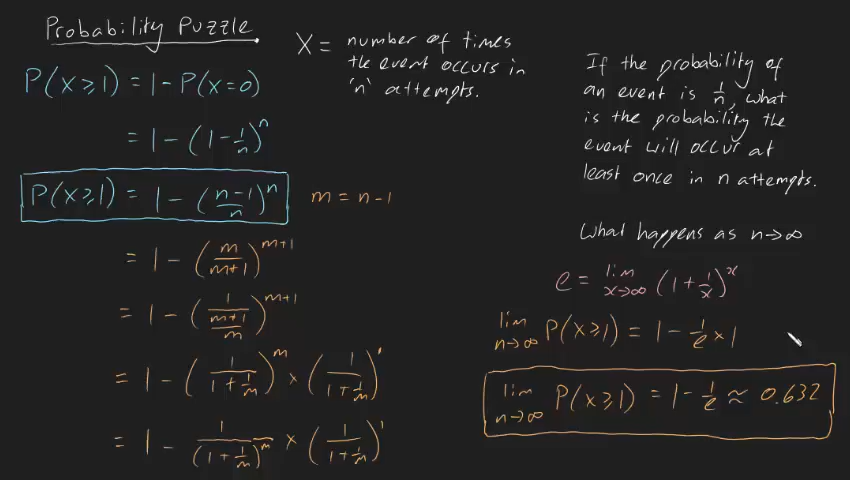 Probability Puzzle
P(X⩾1) = 1 - P(X=0)
= 1 - (1 - 1/n)^n
P(X⩾1) = 1 - ((n-1)/n)^n
m = n - 1
= 1 - (m/(m+1))^(m+1)
= 1 - (1/((m+1)/m))^(m+1)
= 1 - (1/(1 + 1/m))^m × (1/(1 + 1/m))^1
= 1 - 1/(1 + 1/m)^m × (1/(1 + 1/m))^1
X = number of times
the event occurs in
'n' attempts.
If the probability of
an event is 1/n, what
is the probability the
event will occur at
least once in n attempts.
What happens as n→∞
e = lim x→∞ (1 + 1/x)^x
lim n→∞ P(X⩾1) = 1 - 1/e × 1
lim n→∞ P(X⩾1) = 1 - 1/e ≈ 0.632